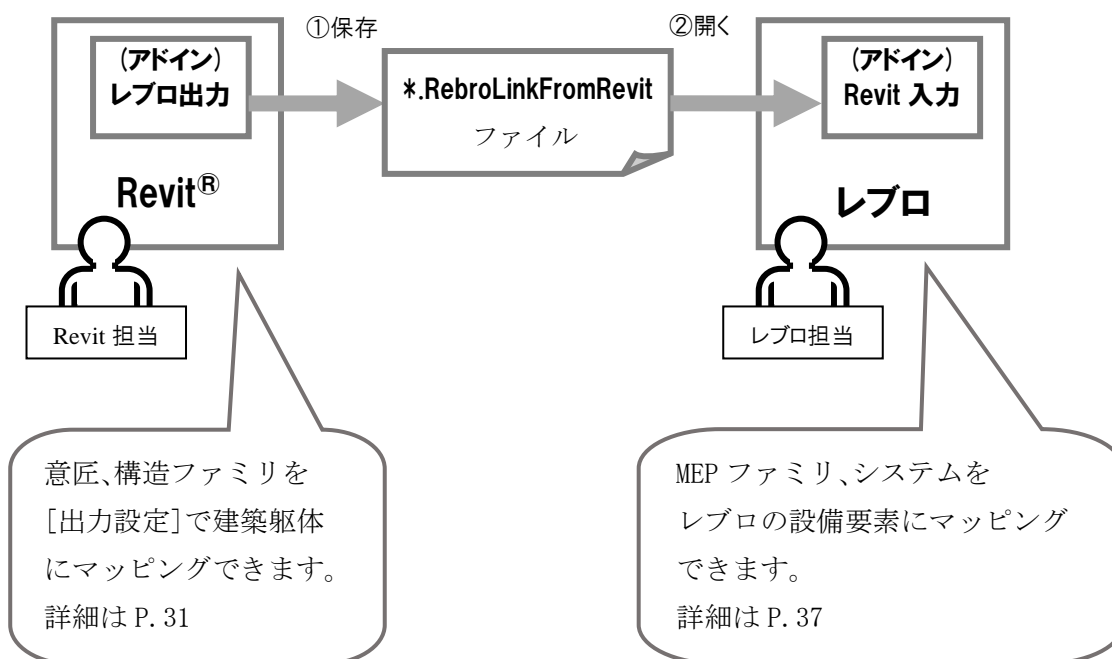 ①保存
②開く
(アドイン)
レブロ出力
*.RebroLinkFromRevit
ファイル
(アドイン)
Revit 入力
Revit®
レブロ
Revit 担当
レブロ担当
意匠、構造ファミリを
[出力設定]で建築躯体
にマッピングできます。
詳細は P.31
MEP ファミリ、システムを
レブロの設備要素にマッピング
できます。
詳細は P.37